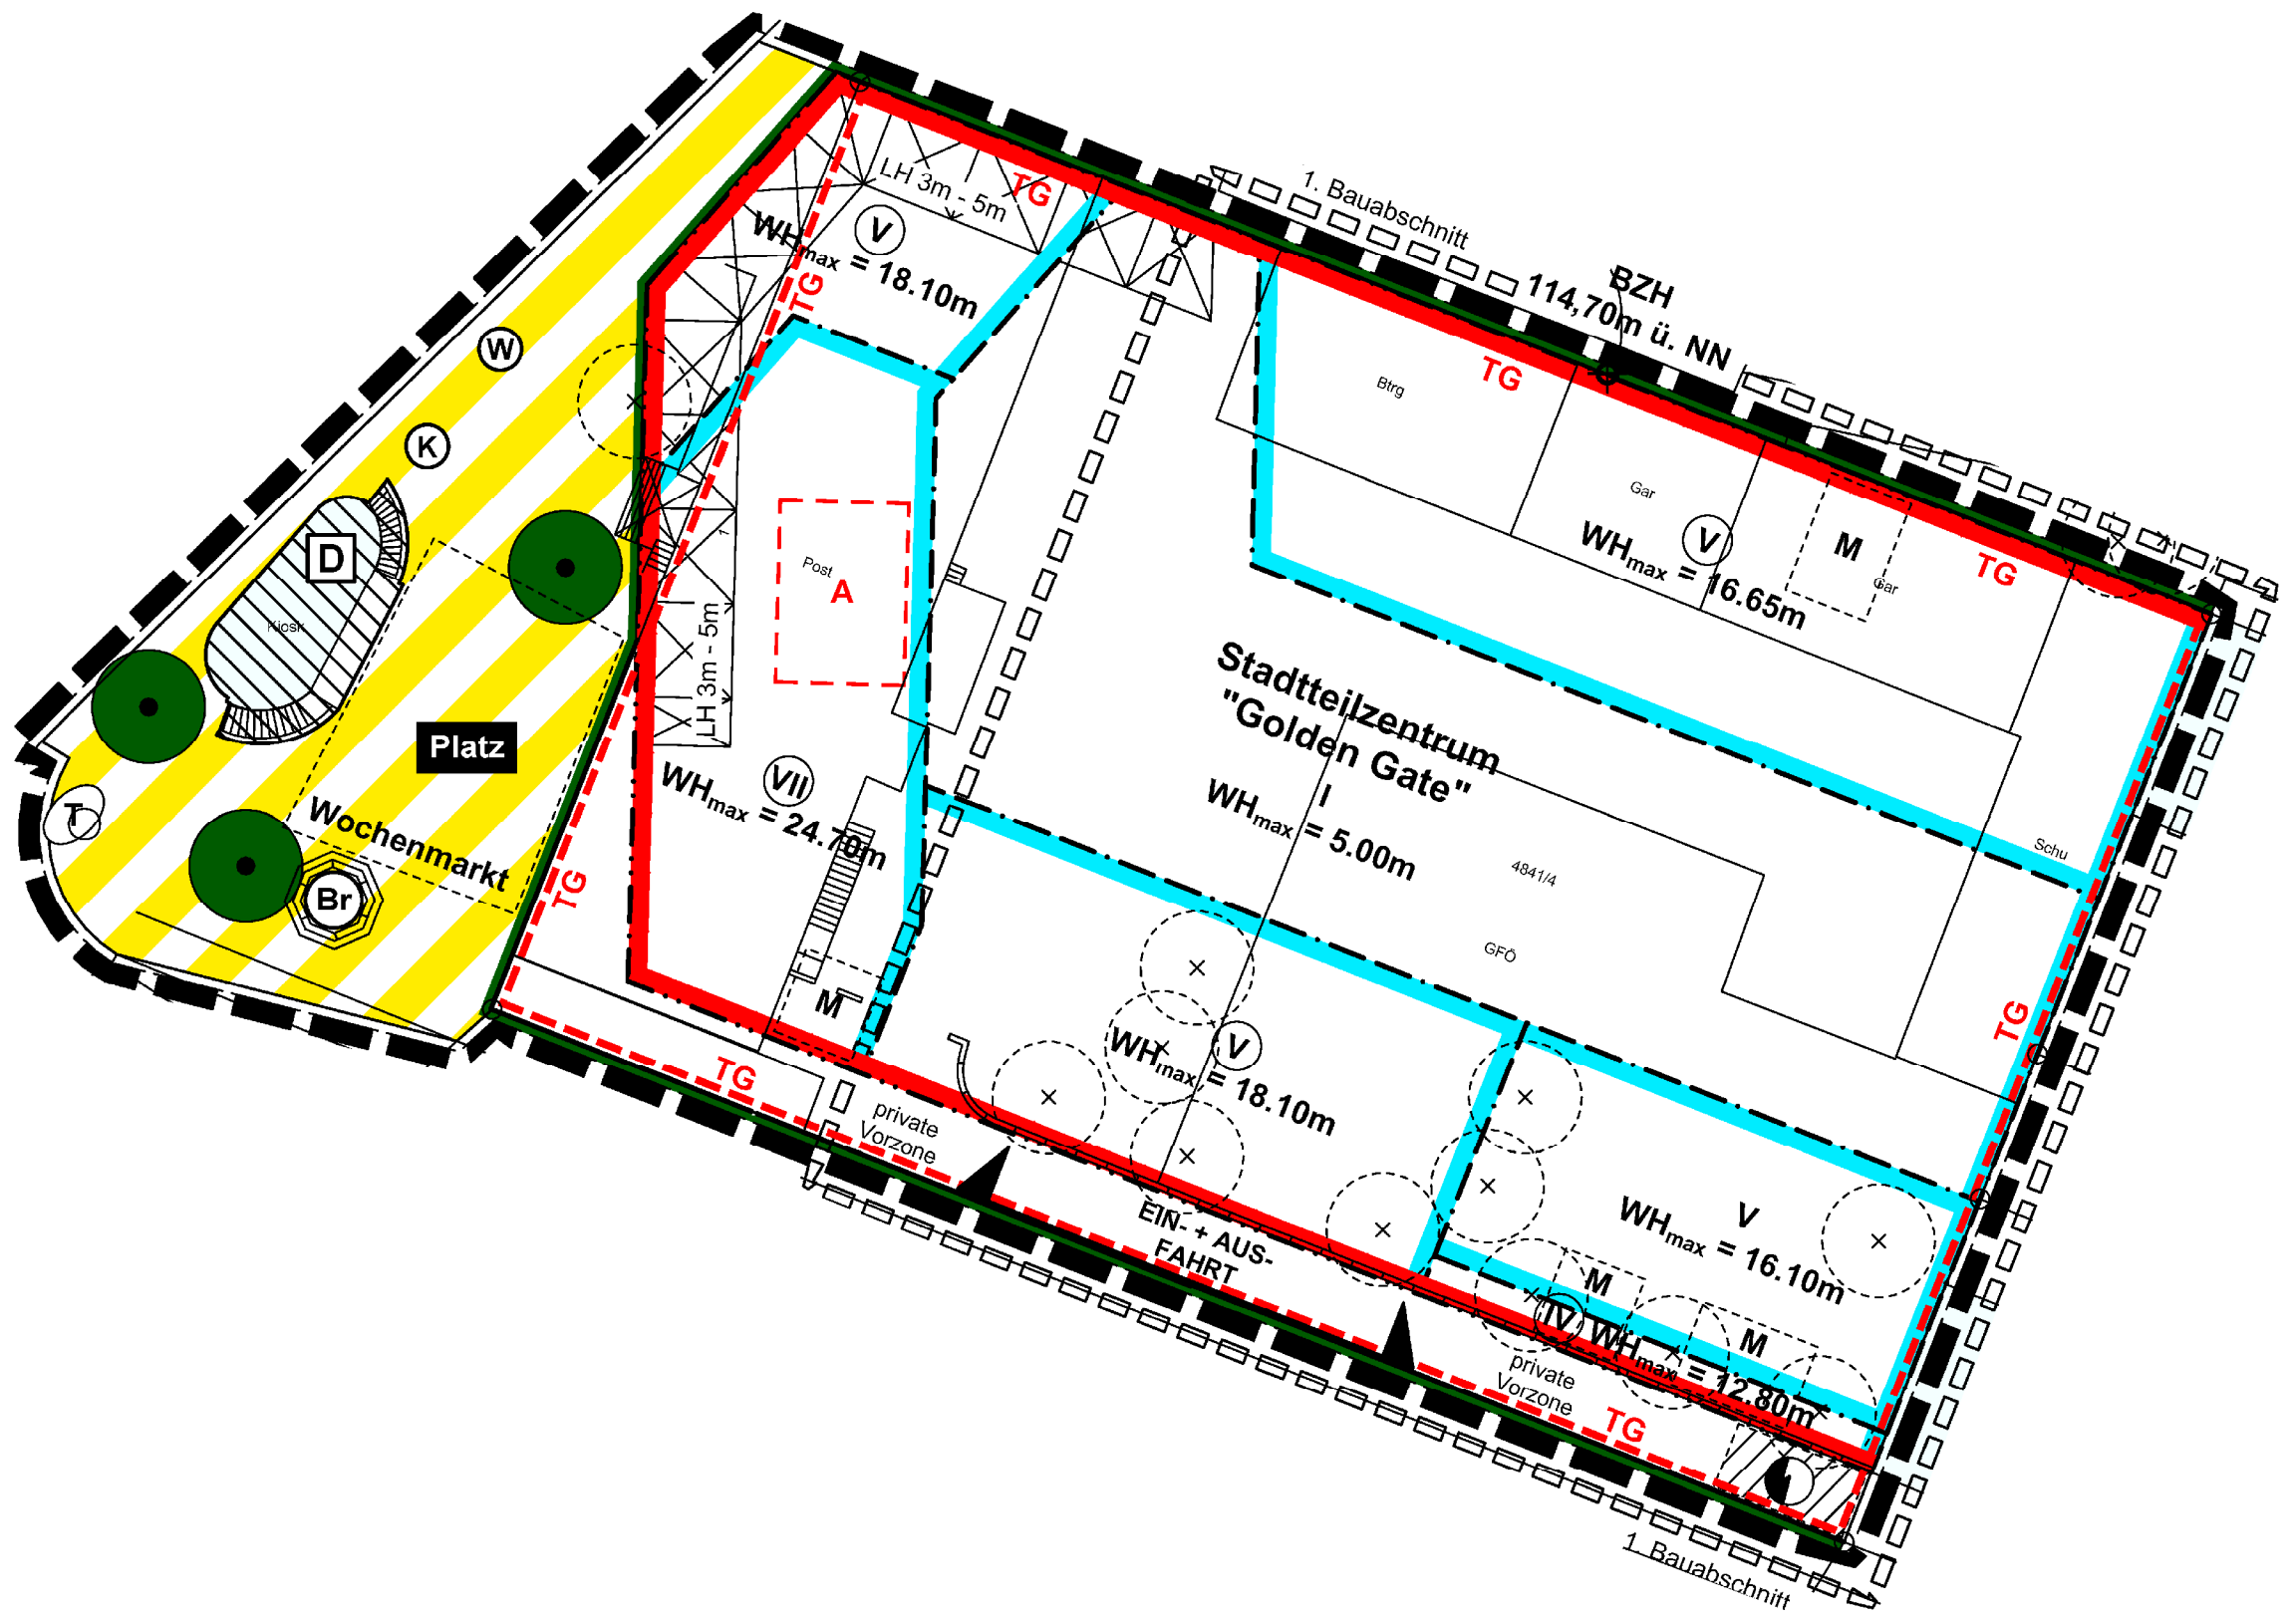 1. Bauabschnitt
BZH
114,70m ü. NN
TG
LH 3m - 5m
V
WHmax = 18.10m
TG
TG
W
K
Btrg
Gar
V
WHmax = 16.65m
M
Gar
TG
D
Kiosk
Post
A
1
LH 3m - 5m
Stadtteilzentrum
"Golden Gate"
I
WHmax = 5.00m
Platz
T
Wochenmarkt
Br
VII
WHmax = 24.70m
TG
4841/4
GFÖ
Schu
M
TG
TG
V
WHmax = 18.10m
private
Vorzone
EIN- + AUS-
FAHRT
V
WHmax = 16.10m
M
M
IV WHmax = 12.80m
private
Vorzone
TG
1. Bauabschnitt